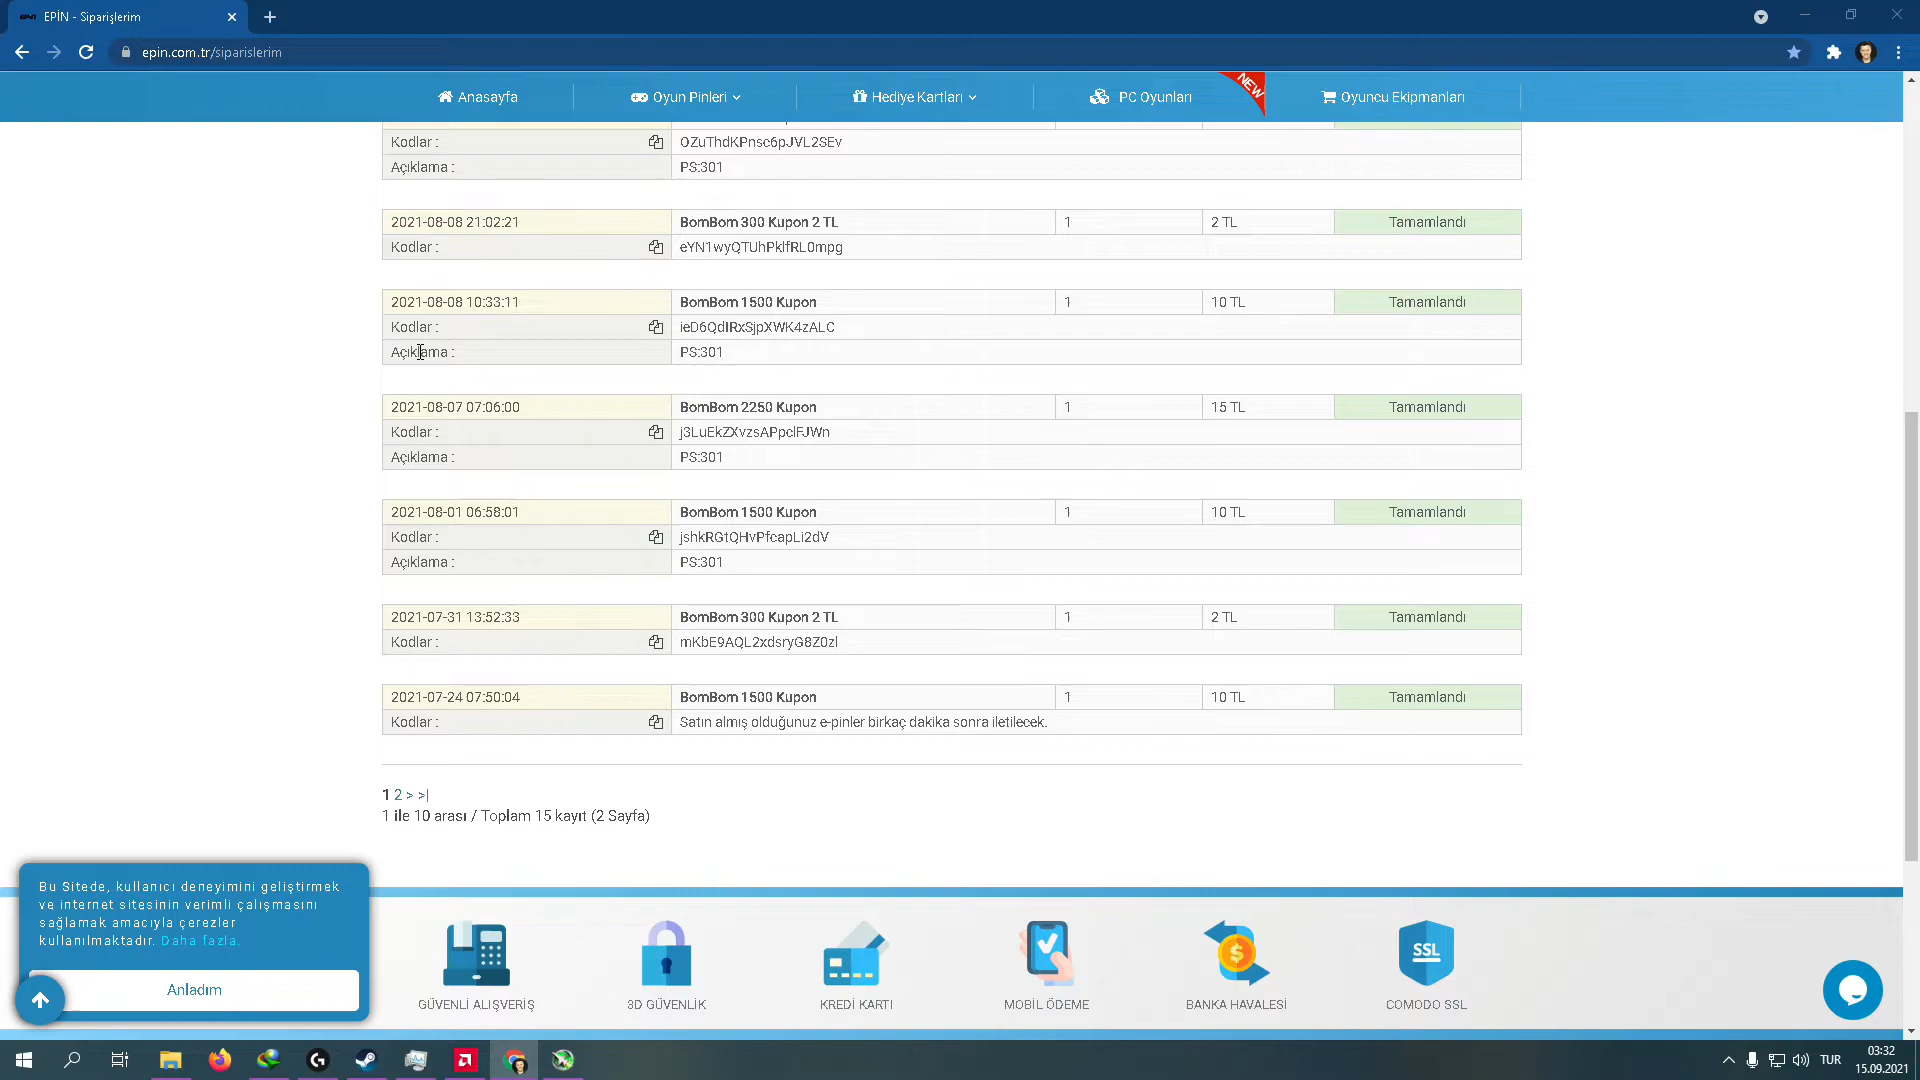 EPİN - Siparişlerim
epin.com.tr/siparislerim
Anasayfa
Oyun Pinleri
Hediye Kartları
PC Oyunları
NEW
Oyuncu Ekipmanları
Kodlar : OZuThdKPnsc6pJVL2SEv
Açıklama : PS:301
2021-08-08 21:02:21 BomBom 300 Kupon 2 TL 1 2 TL Tamamlandı
Kodlar : eYN1wyQTUhPklfRL0mpg
2021-08-08 10:33:11 BomBom 1500 Kupon 1 10 TL Tamamlandı
Kodlar : ieD6QdIRxSjpXWK4zALC
Açıklama : PS:301
2021-08-07 07:06:00 BomBom 2250 Kupon 1 15 TL Tamamlandı
Kodlar : j3LuEkZXvzsAPpclFJWn
Açıklama : PS:301
2021-08-01 06:58:01 BomBom 1500 Kupon 1 10 TL Tamamlandı
Kodlar : jshkRGtQHvPfcapLi2dV
Açıklama : PS:301
2021-07-31 13:52:33 BomBom 300 Kupon 2 TL 1 2 TL Tamamlandı
Kodlar : mKbE9AQL2xdsryG8Z0zl
2021-07-24 07:50:04 BomBom 1500 Kupon 1 10 TL Tamamlandı
Kodlar : Satın almış olduğunuz e-pinler birkaç dakika sonra iletilecek.
1 2 > >|
1 ile 10 arası / Toplam 15 kayıt (2 Sayfa)
Bu Sitede, kullanıcı deneyimini geliştirmek
ve internet sitesinin verimli çalışmasını
sağlamak amacıyla çerezler
kullanılmaktadır. Daha fazla.
Anladım
GÜVENLİ ALIŞVERİŞ
3D GÜVENLİK
KREDİ KARTI
MOBİL ÖDEME
BANKA HAVALESİ
SSL
COMODO SSL
TUR
03:32
15.09.2021